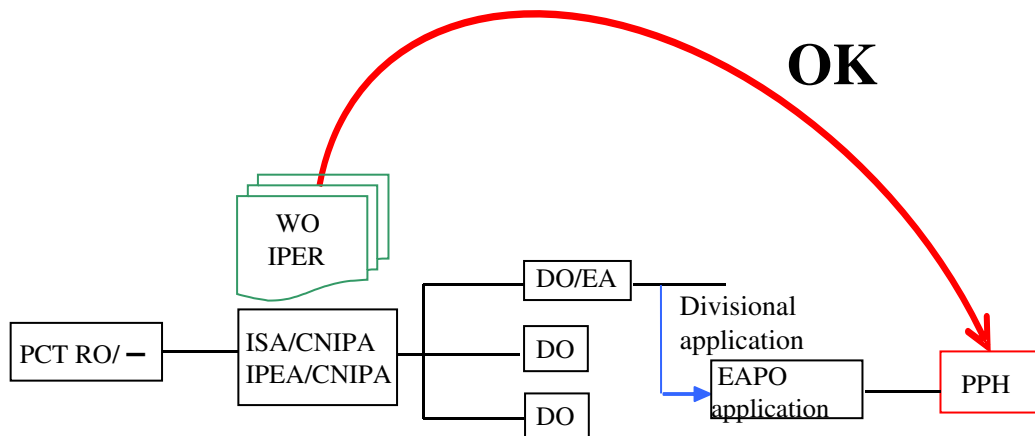 OK
WO
IPER
DO/EA
Divisional
application
PCT RO/ –
ISA/CNIPA
IPEA/CNIPA
DO
EAPO
application
PPH
DO